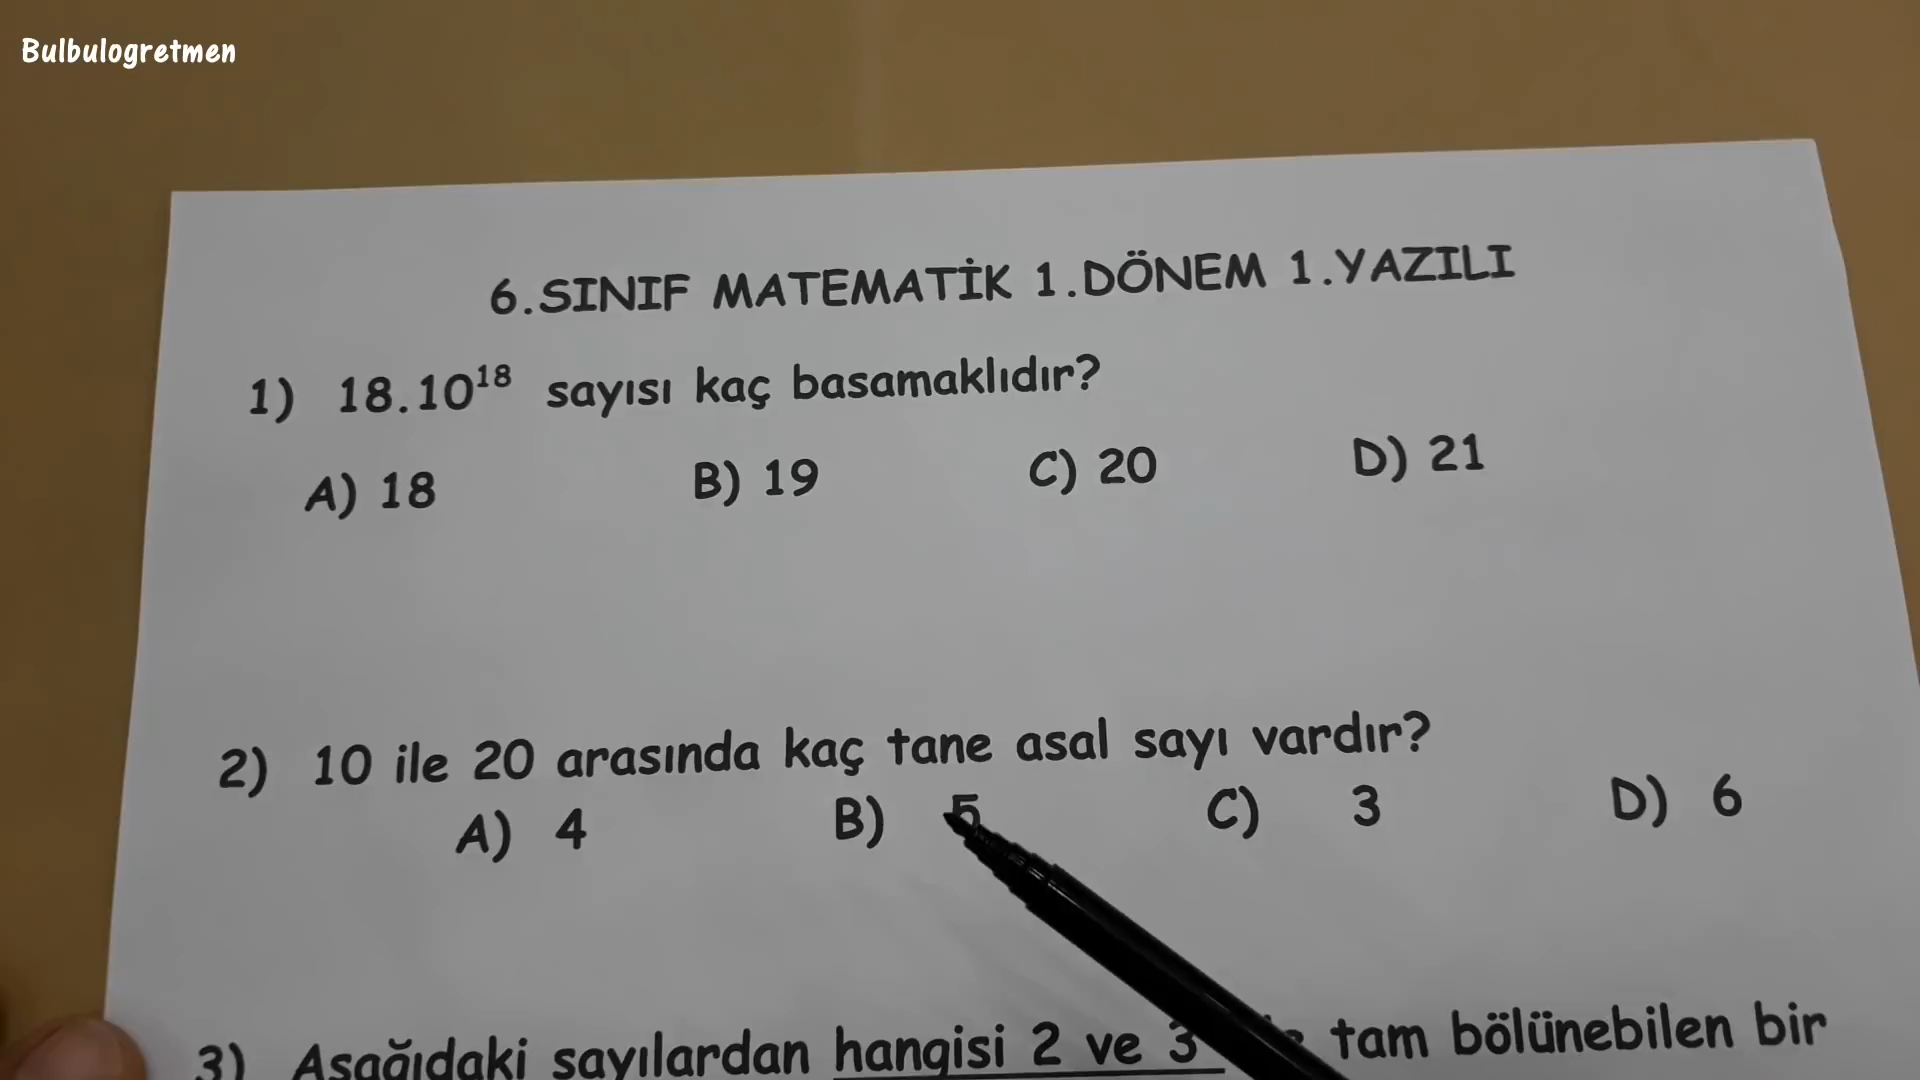 Bulbulogretmen
6.SINIF MATEMATİK 1.DÖNEM 1.YAZILI
1) 18.10¹⁸ sayısı kaç basamaklıdır?
A) 18 B) 19 C) 20 D) 21
2) 10 ile 20 arasında kaç tane asal sayı vardır?
A) 4 B) 5 C) 3 D) 6
3) Aşağıdaki sayılardan hangisi 2 ve 3 tam bölünebilen bir